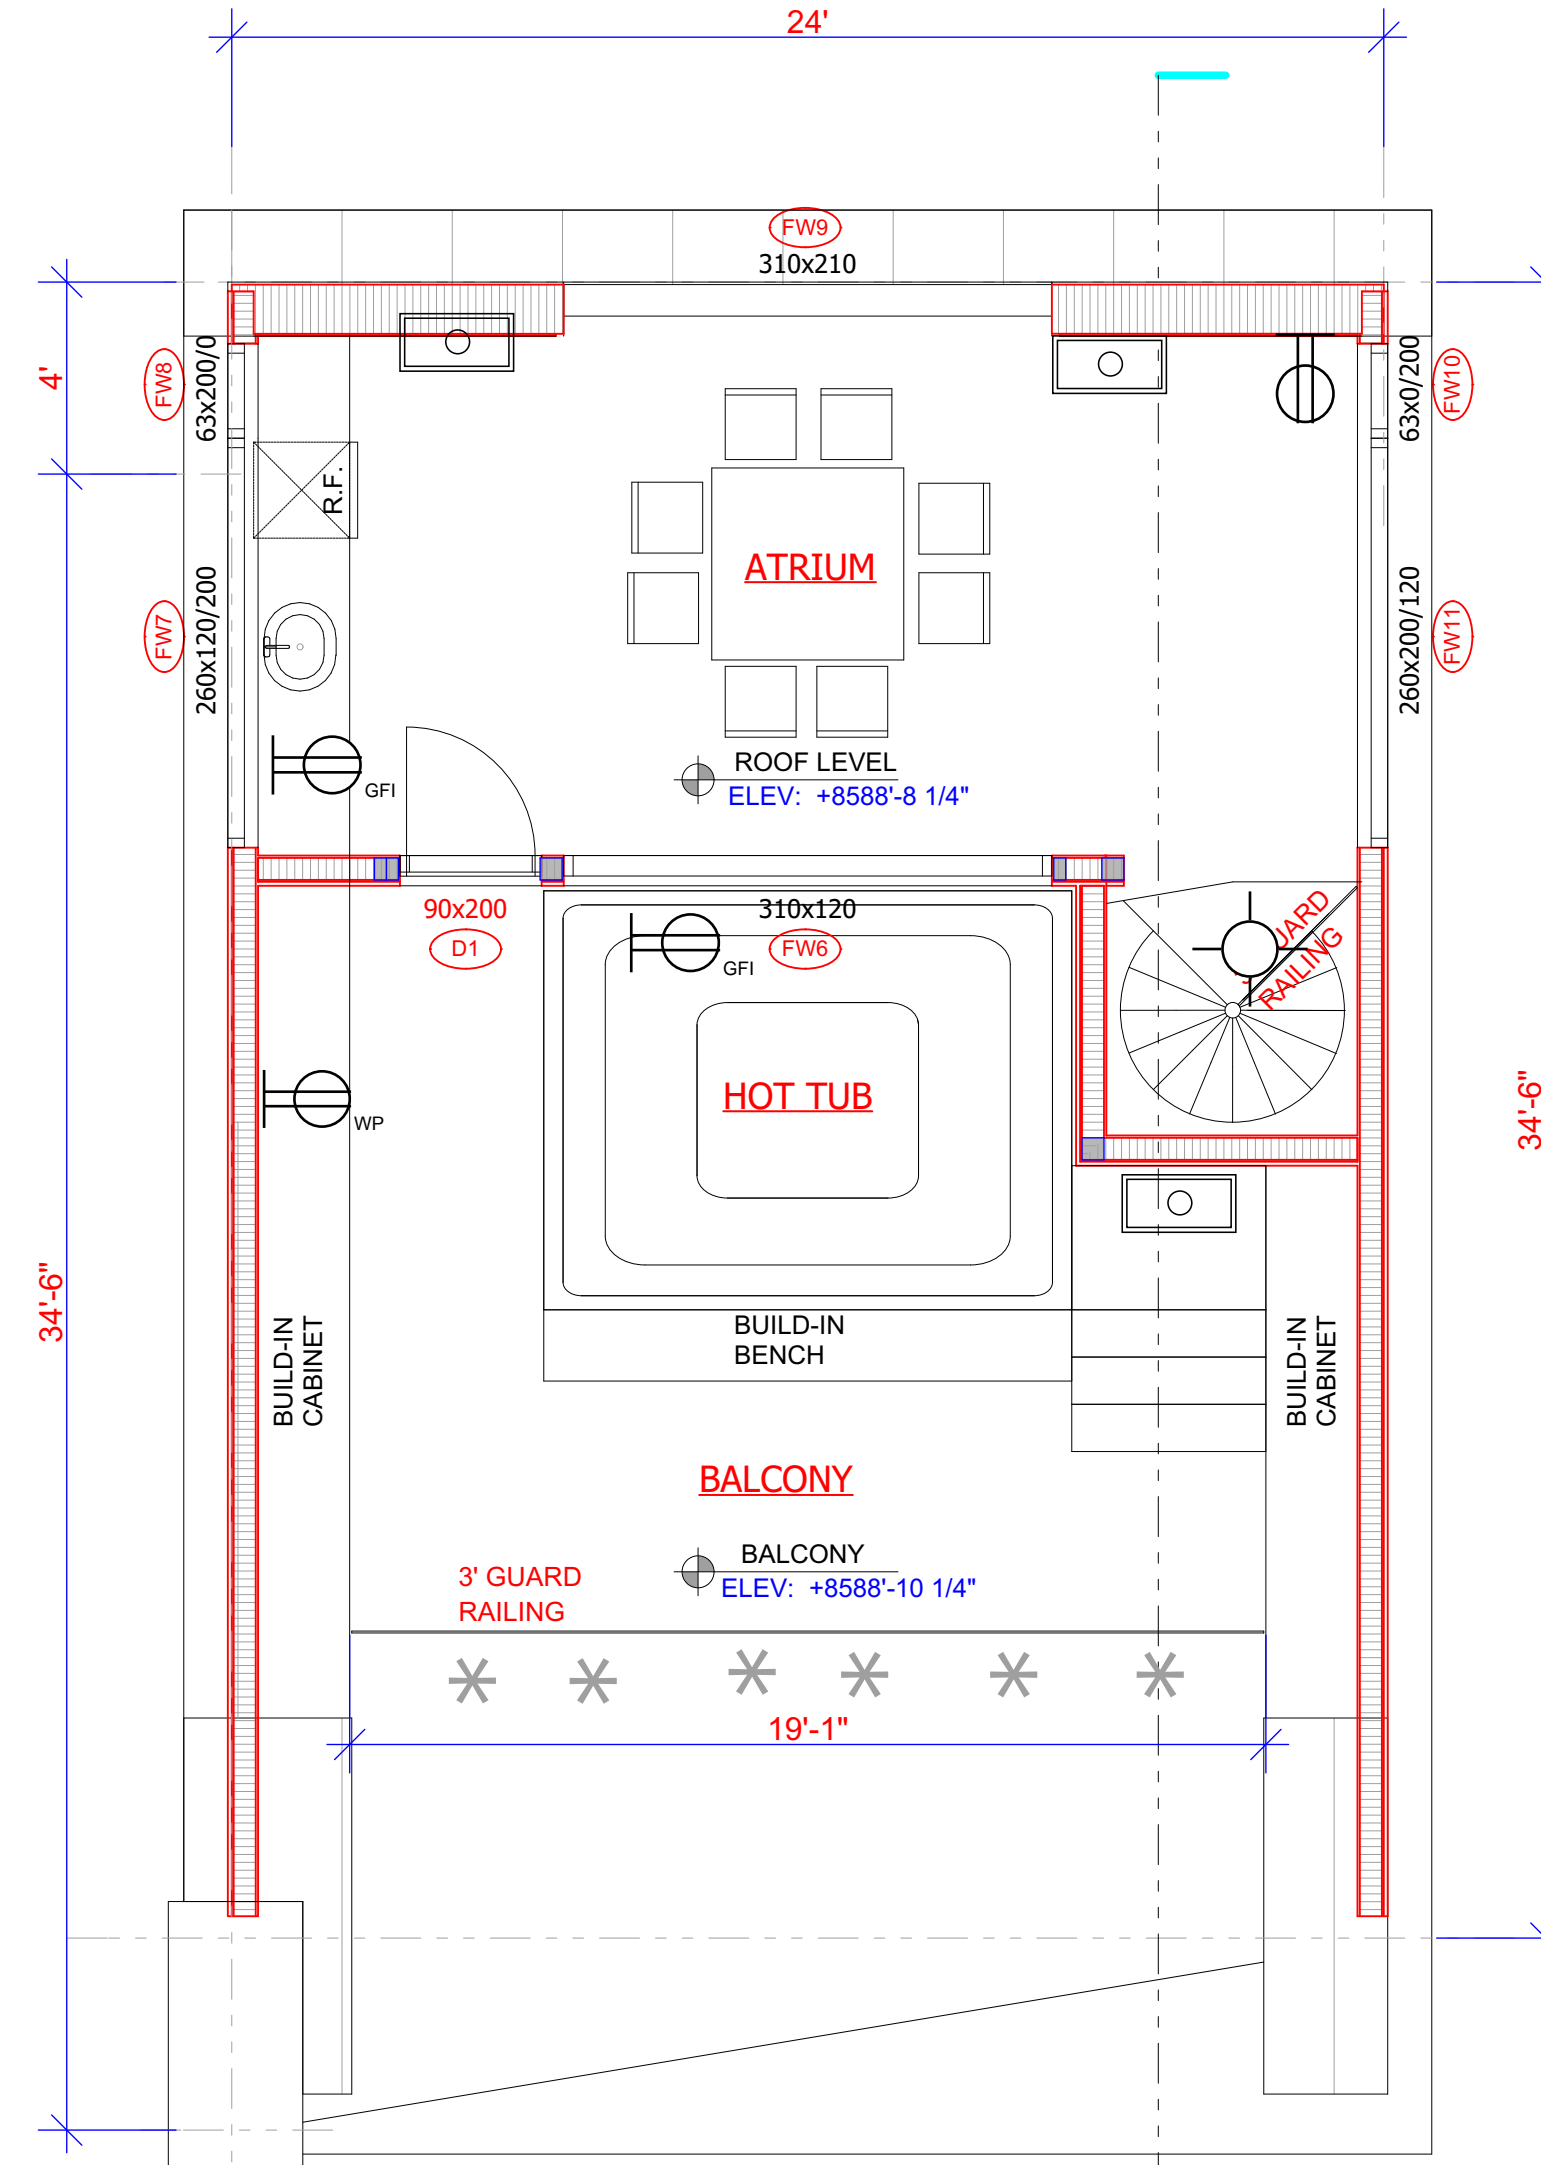 24'
FW9
310x210
4'
FW8
63x200/0
63x0/200
FW10
R.F.
ATRIUM
FW7
260x120/200
260x200/120
FW11
ROOF LEVEL
ELEV: +8588'-8 1/4"
GFI
90x200
D1
310x120
FW6
GFI
RAILING
HOT TUB
WP
34'-6"
34'-6"
BUILD-IN
CABINET
BUILD-IN
BENCH
BUILD-IN
CABINET
BALCONY
BALCONY
ELEV: +8588'-10 1/4"
3' GUARD
RAILING
19'-1"